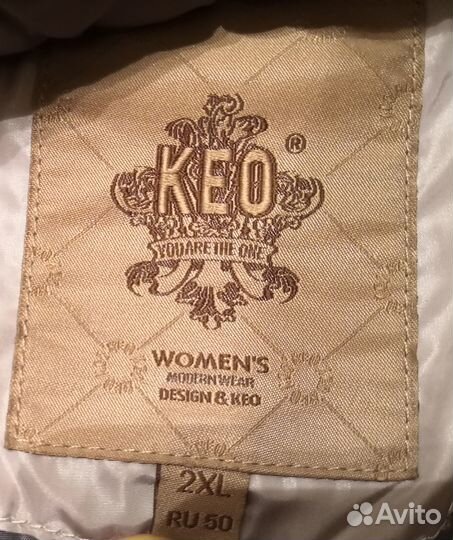 KEO ®
YOU ARE THE ONE
WOMEN'S
MODERN WEAR
DESIGN & KEO
2XL
RU 50
Avito